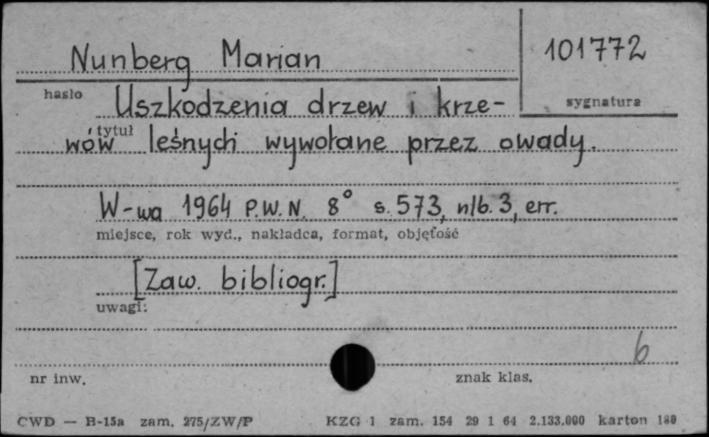 Nunberg Marian
101772
hasło
sygnatura
Uszkodzenia drzew i krze-
tytuł
wów leśnych wywołane przez owady.
W-wa 1964 P.W.N. 8° s. 573, nlb. 3, err.
miejsce, rok wyd., nakładca, format, objętość
[Zaw. bibliogr.]
uwagi:
b
nr inw.
znak klas.
CWD — B-15a zam. 275/ZW/P KZG 1 zam. 154 29 1 64 2.133.000 karton 180